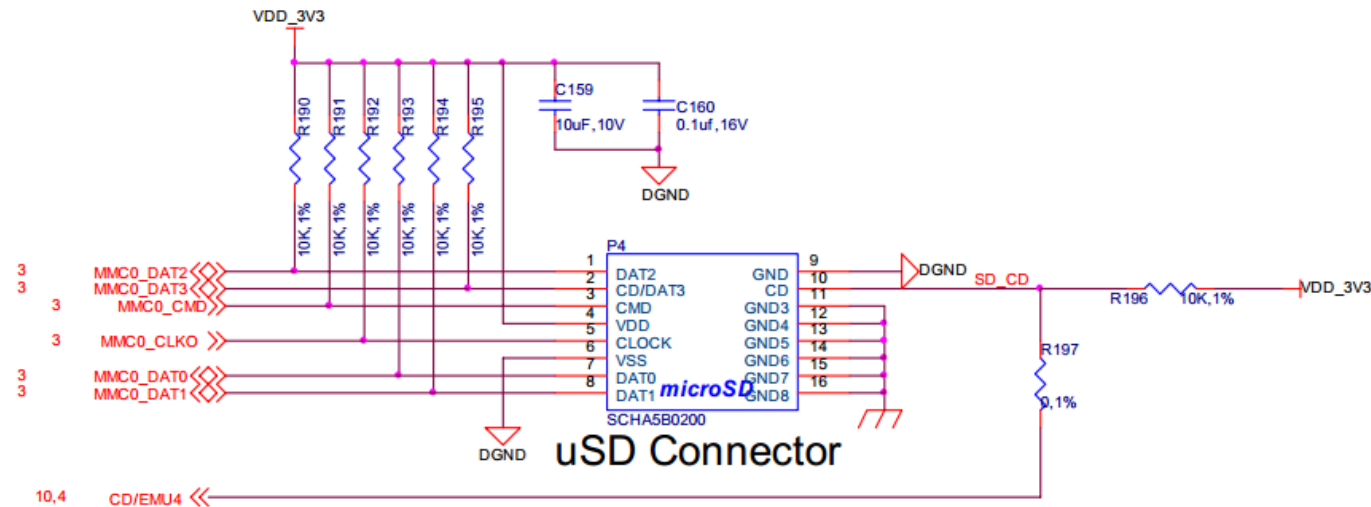 VDD_3V3
R190
R191
R192
R193
R194
R195
10K,1%
10K,1%
10K,1%
10K,1%
10K,1%
10K,1%
C159
10uF,10V
C160
0.1uf,16V
DGND
P4
3 MMC0_DAT2 1 DAT2 GND 9 DGND
3 MMC0_DAT3 2 CD/DAT3 CD 10 SD_CD R196 10K,1% VDD_3V3
3 MMC0_CMD 3 CMD GND3 11
4 VDD GND4 12
3 MMC0_CLKO 5 CLOCK GND5 13
6 VSS GND6 14
3 MMC0_DAT0 7 DAT0 GND7 15
3 MMC0_DAT1 8 DAT1 microSD GND8 16
R197
0,1%
SCHA5B0200
DGND
uSD Connector
10,4 CD/EMU4